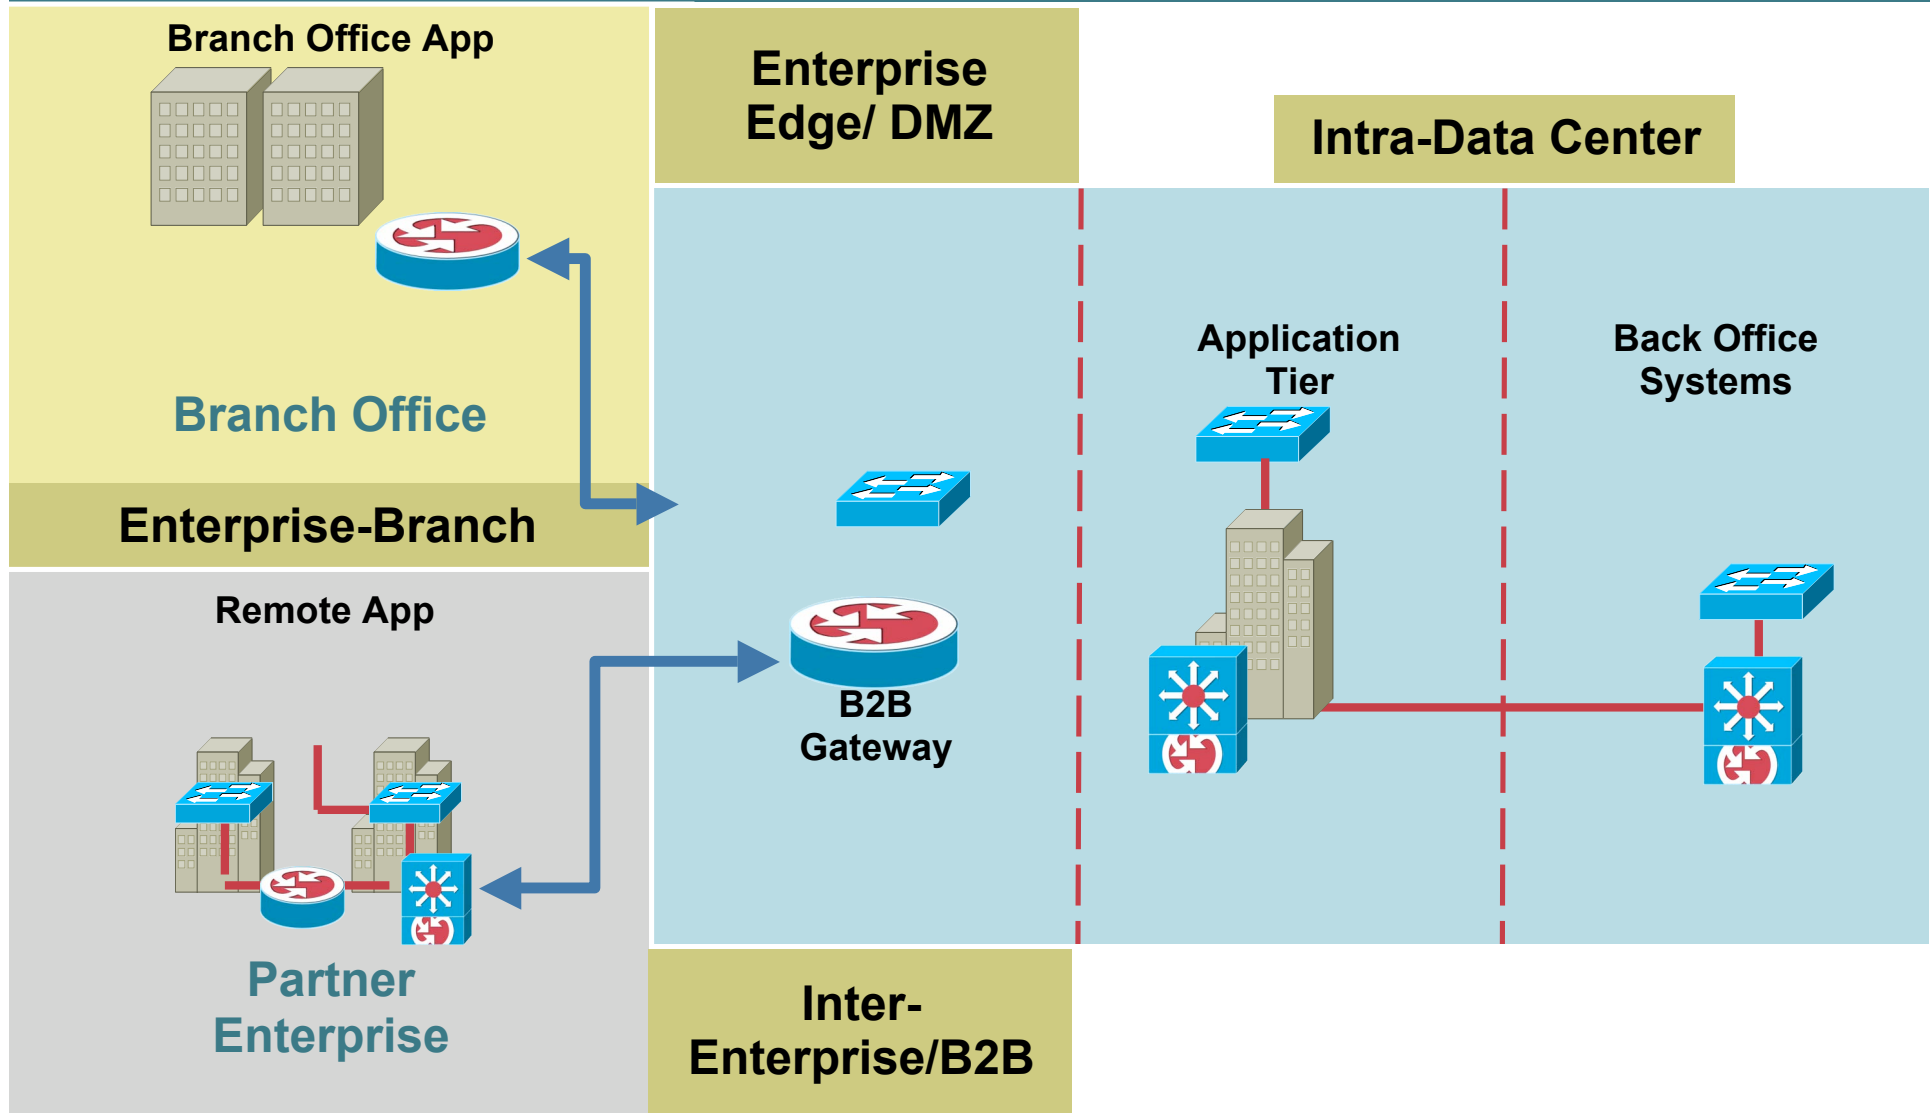 Branch Office App
Branch Office
Enterprise-Branch
Remote App
Partner
Enterprise
Enterprise
Edge/ DMZ
B2B
Gateway
Inter-
Enterprise/B2B
Intra-Data Center
Application
Tier
Back Office
Systems